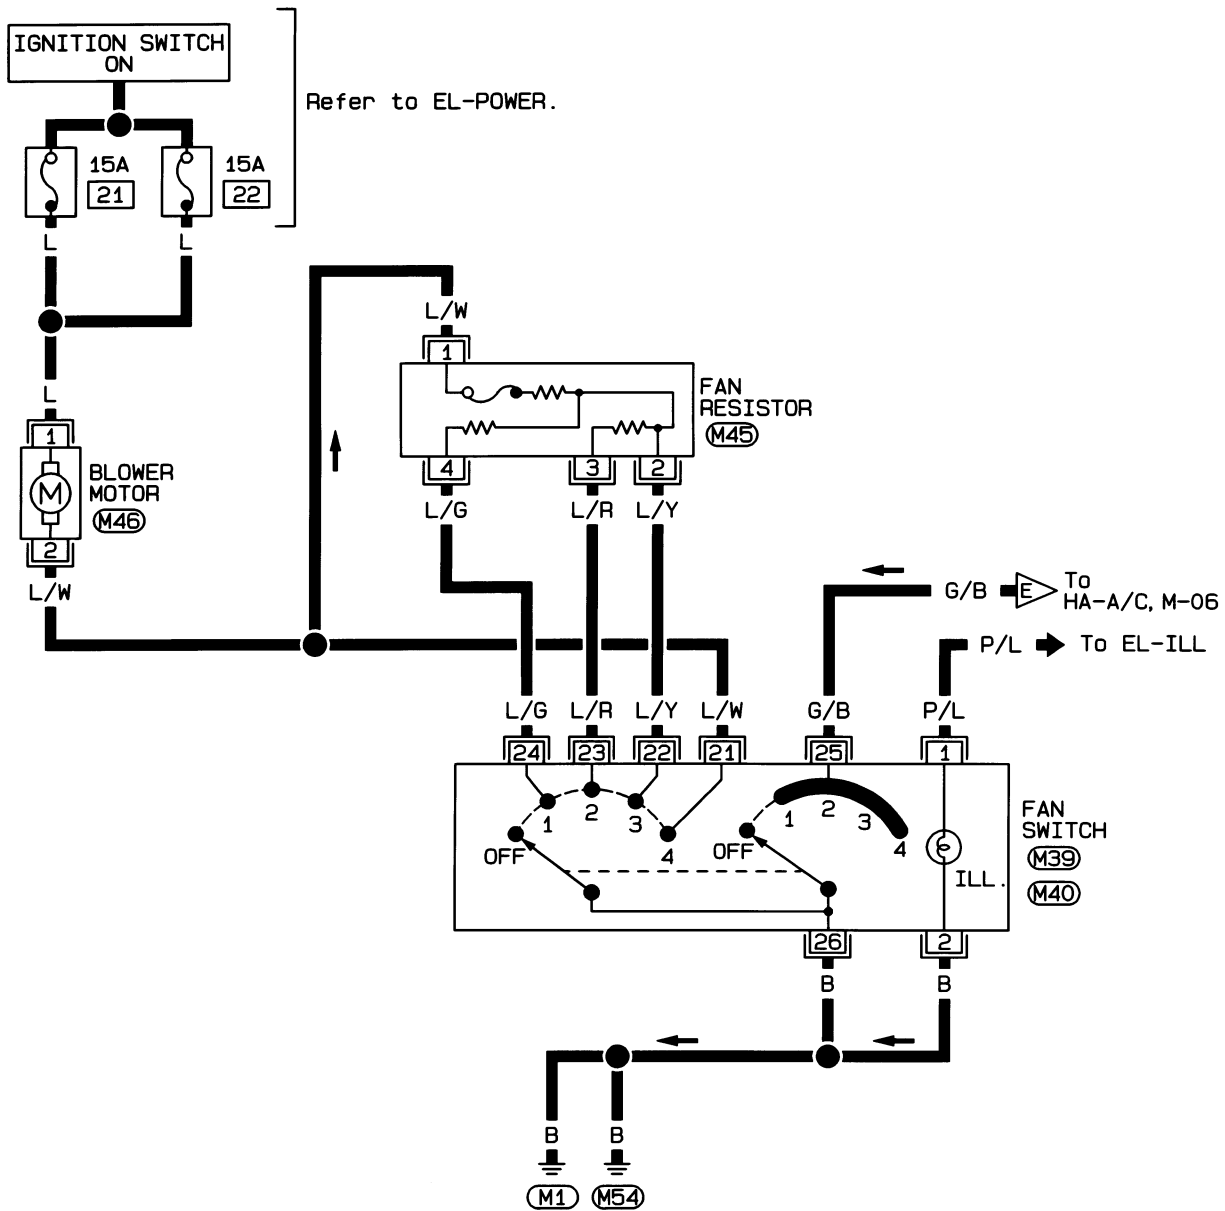 IGNITION SWITCH
ON
Refer to EL-POWER.
15A
21
15A
22
L
L
L/W
1
FAN
RESISTOR
M45
L
1
BLOWER
MOTOR
M46
M
2
L/W
4
3
2
L/G
L/R
L/Y
G/B
E
To
HA-A/C, M-06
P/L
To EL-ILL
L/G
L/R
L/Y
L/W
G/B
P/L
24
23
22
21
25
1
OFF
1
2
3
4
OFF
1
2
3
4
ILL.
FAN
SWITCH
M39
M40
26
2
B
B
B
B
M1
M54